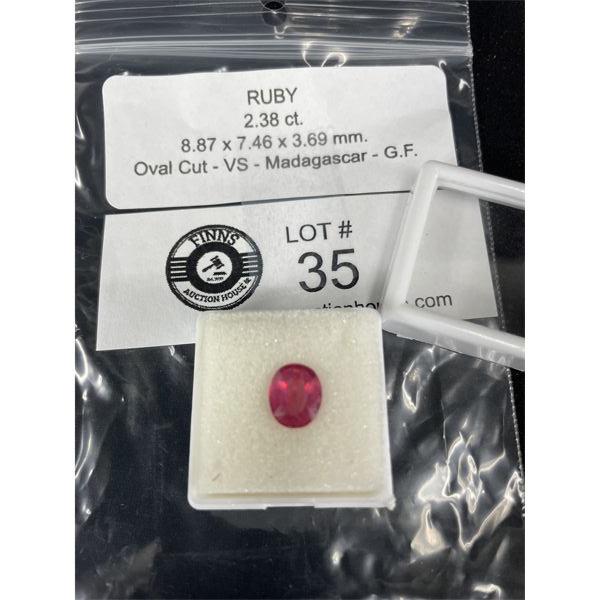 RUBY
2.38 ct.
8.87 x 7.46 x 3.69 mm.
Oval Cut - VS - Madagascar - G.F.
FINNS
AUCTION HOUSE
LOT #
35
.com